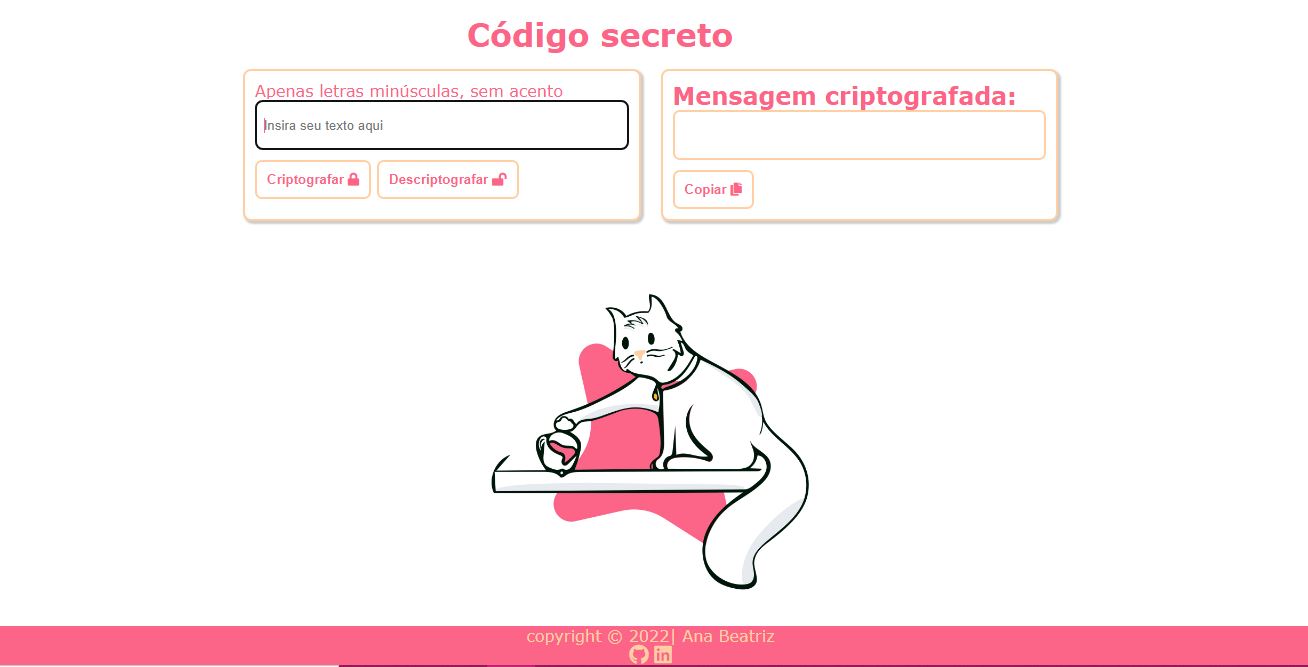 Código secreto
Apenas letras minúsculas, sem acento
Insira seu texto aqui
Criptografar
Descriptografar
Mensagem criptografada:
Copiar
copyright © 2022| Ana Beatriz
in